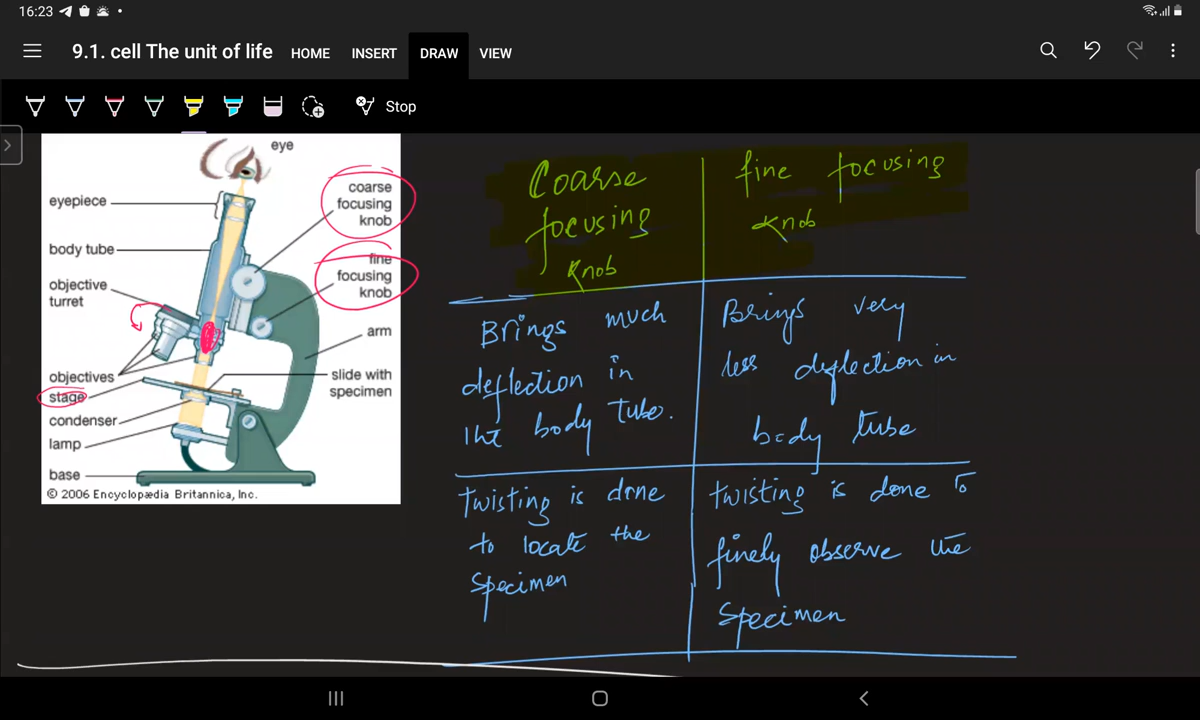 16:23
9.1. cell The unit of life HOME INSERT DRAW VIEW
Stop
eye
coarse
focusing
knob
eyepiece
body tube
fine
focusing
knob
objective
turret
arm
objectives
slide with
specimen
stage
condenser
lamp
base
© 2006 Encyclopædia Britannica, Inc.
Coarse
focusing
Knob
fine focusing
Knob
Brings much
deflection in
the body tube.
Brings very
less deflection in
body tube
Twisting is done
to locate the
specimen
Twisting is done to
finely observe the
specimen